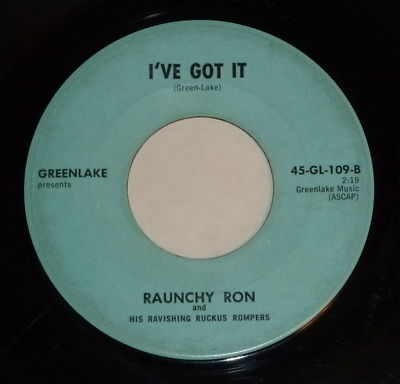 I'VE GOT IT
(Green-Lake)
GREENLAKE
presents
45-GL-109-B
2:19
Greenlake Music
(ASCAP)
RAUNCHY RON
and
HIS RAVISHING RUCKUS ROMPERS